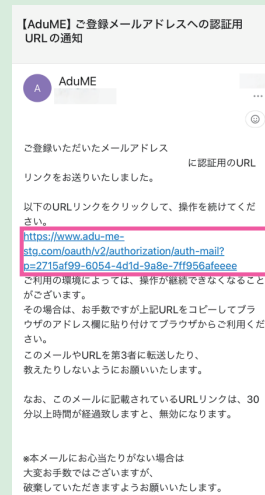 【AduME】ご登録メールアドレスへの認証用
URLの通知
A
AduME
ご登録いただいたメールアドレス
に認証用のURL
リンクをお送りいたしました。
以下のURLリンクをクリックして、操作を続けてくだ
さい。
https://www.adu-me-
stg.com/oauth/v2/authorization/auth-mail?
p=2715af99-6054-4d1d-9a8e-7ff956afeeee
ご利用の環境によっては、操作が継続できなくなること
がございます。
その場合は、お手数ですが上記URLをコピーしてブラ
ウザのアドレス欄に貼り付けてブラウザからご利用くだ
さい。
このメールやURLを第3者に転送したり、
教えたりしないようにお願いいたします。
なお、このメールに記載されているURLリンクは、30
分以上時間が経過致しますと、無効になります。
※本メールにお心当たりがない場合は
大変お手数ではございますが、
破棄していただきますようお願いいたします。